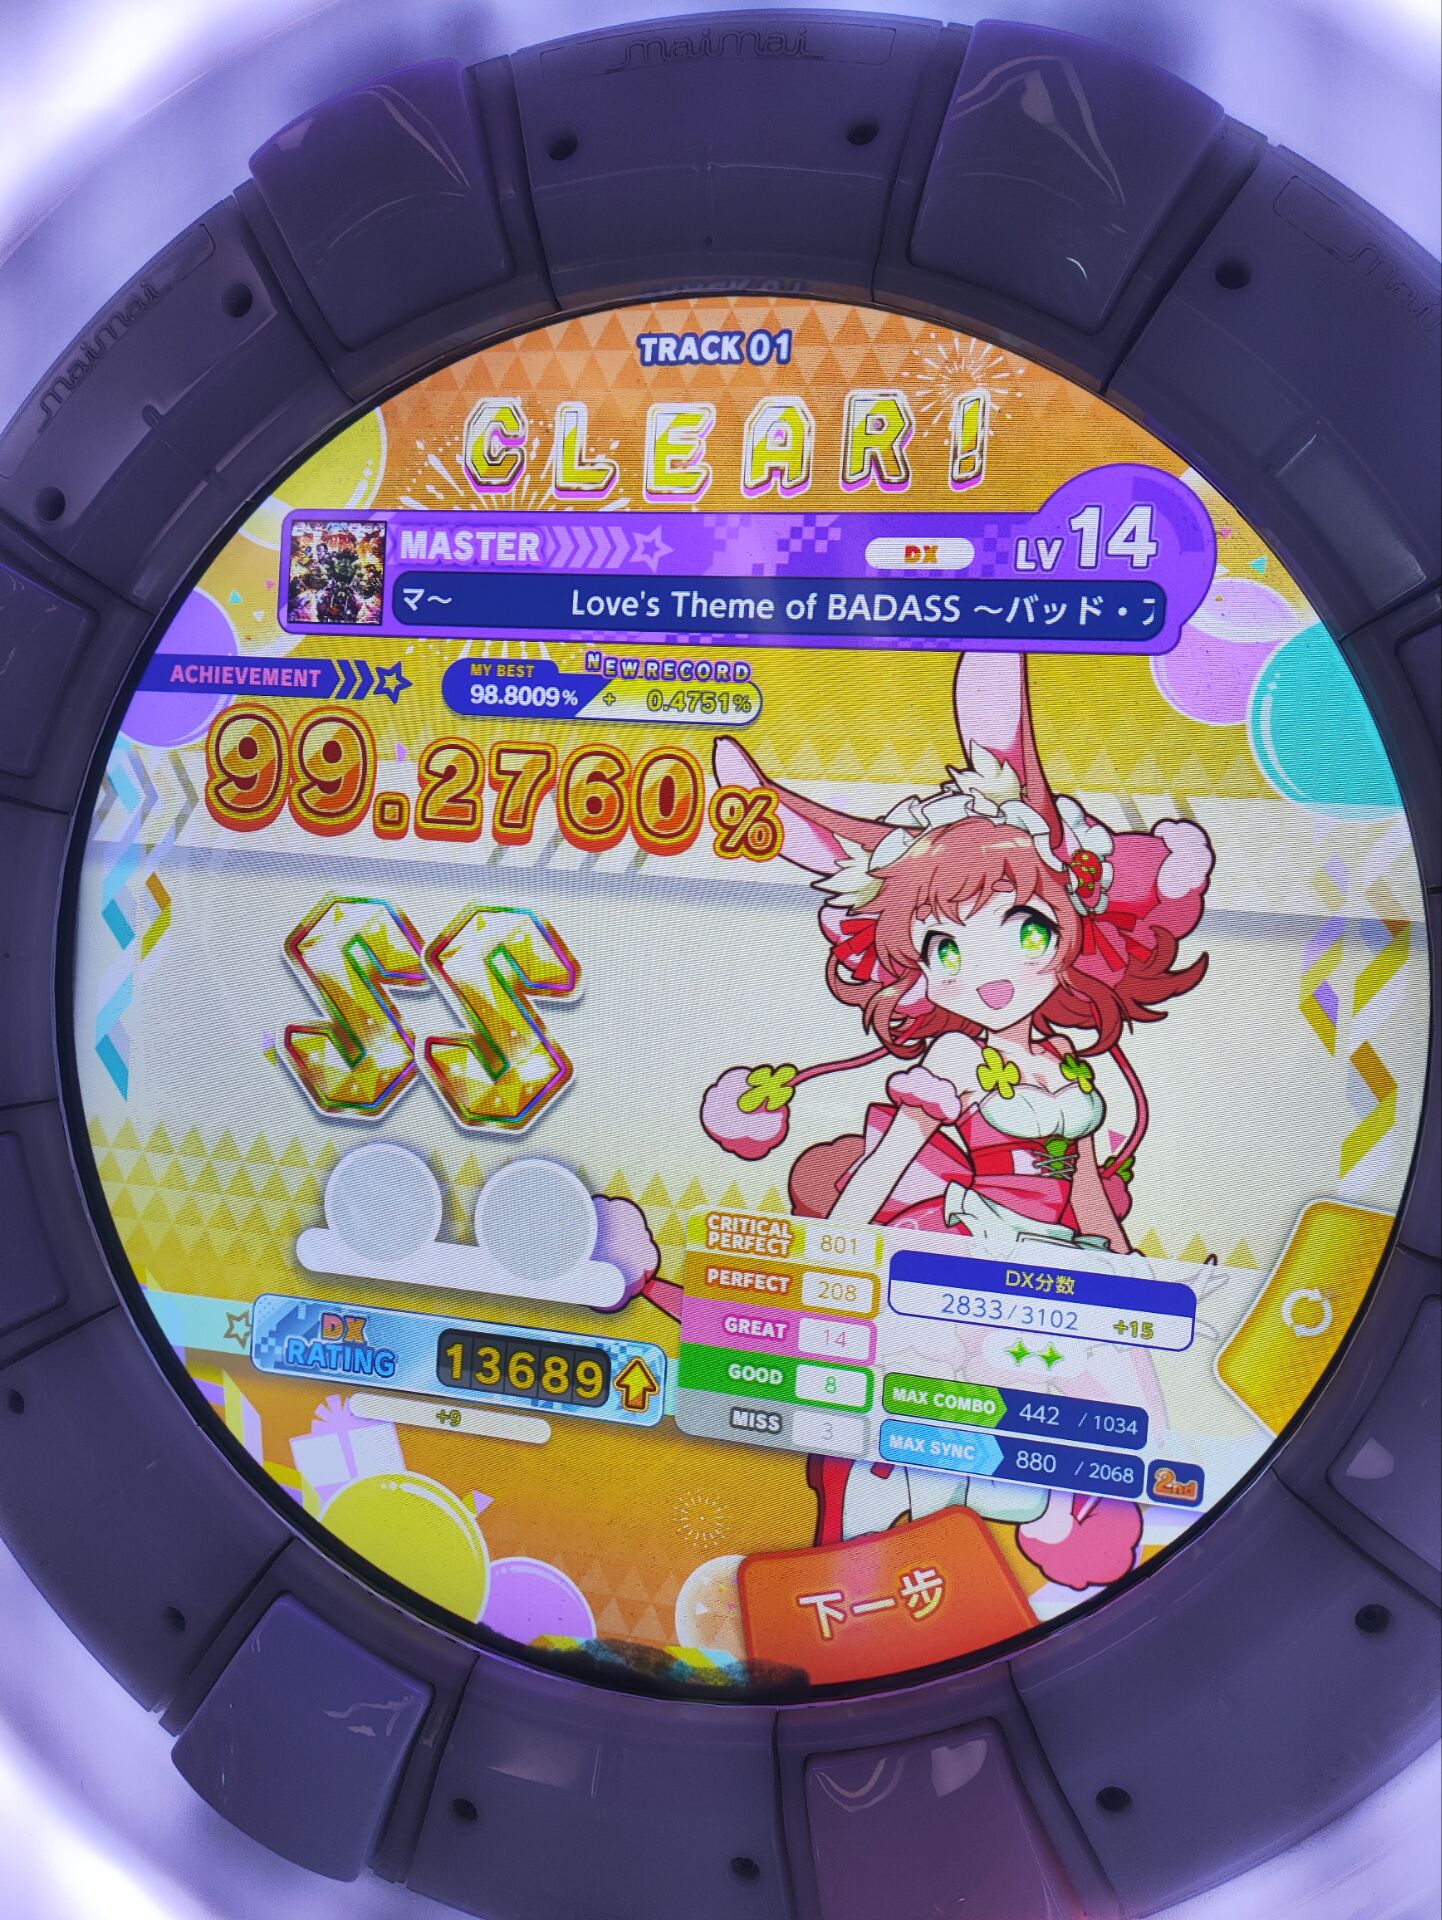 maimai
maimai
TRACK 01
CLEAR!
MASTER
DX
LV 14
マ～ Love's Theme of BADASS ～バッド・
ACHIEVEMENT
MY BEST
NEW RECORD
98.8009%
+ 0.4751%
99.2760%
SS
CRITICAL PERFECT 801
PERFECT 208
GREAT 14
GOOD 8
MISS 3
DX分数
2833/3102 +15
DX RATING 13689
+9
MAX COMBO 442 / 1034
MAX SYNC 880 / 2068
2nd
下一步